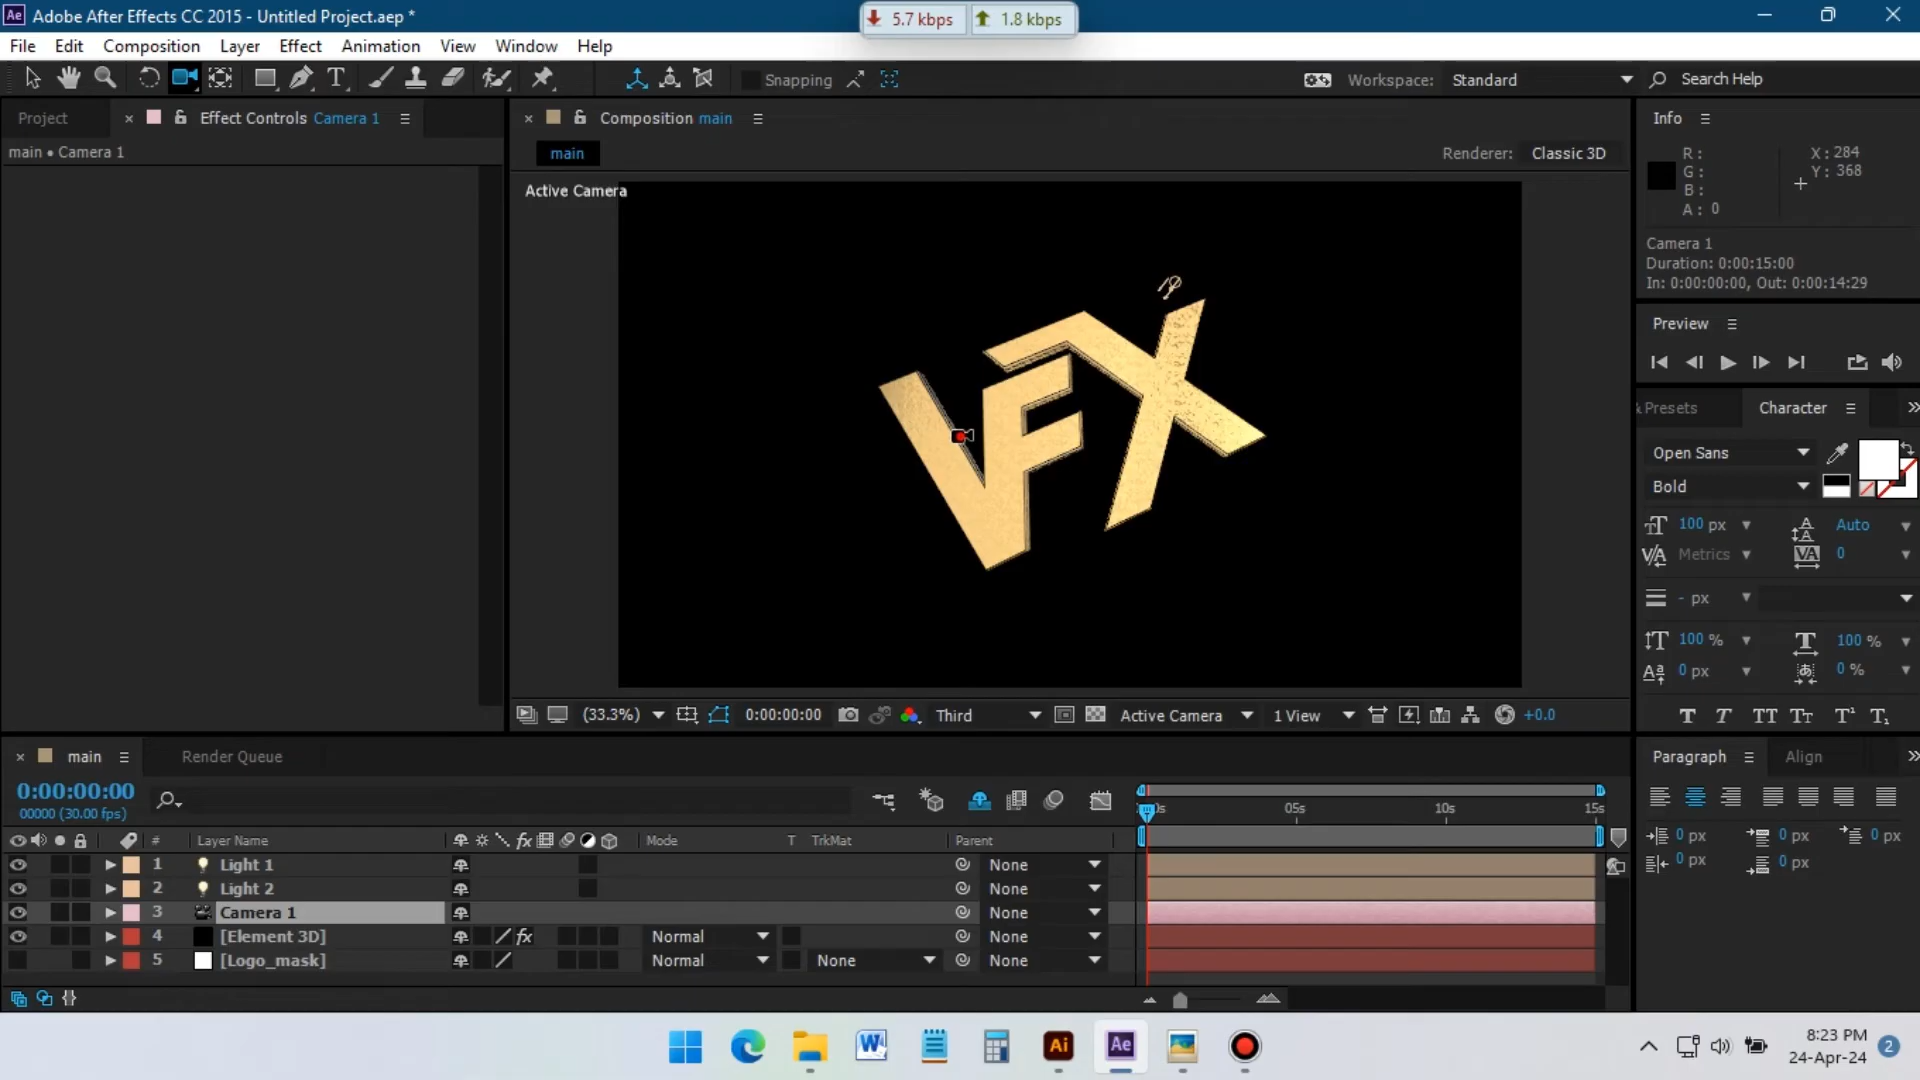 Adobe After Effects CC 2015 - Untitled Project.aep *
5.7 kbps
1.8 kbps
File Edit Composition Layer Effect Animation View Window Help
Snapping
Workspace: Standard
Search Help
Project
Effect Controls Camera 1
Composition main
Info
main • Camera 1
main
Renderer: Classic 3D
Active Camera
VFX
R :
G :
B :
A : 0
X : 284
Y : 368
Camera 1
Duration: 0:00:15:00
In: 0:00:00:00, Out: 0:00:14:29
Preview
& Presets
Character
Open Sans
Bold
100 px
Auto
Metrics
0
- px
100 %
100 %
0 px
0 %
(33.3%)
0:00:00:00
Third
Active Camera
1 View
+0.0
main
Render Queue
Paragraph
Align
0:00:00:00
00000 (30.00 fps)
05s
10s
15s
# Layer Name Mode T TrkMat Parent
1 Light 1 None
2 Light 2 None
3 Camera 1 None
4 [Element 3D] Normal None
5 [Logo_mask] Normal None None
0 px
0 px
0 px
0 px
0 px
8:23 PM
24-Apr-24
2